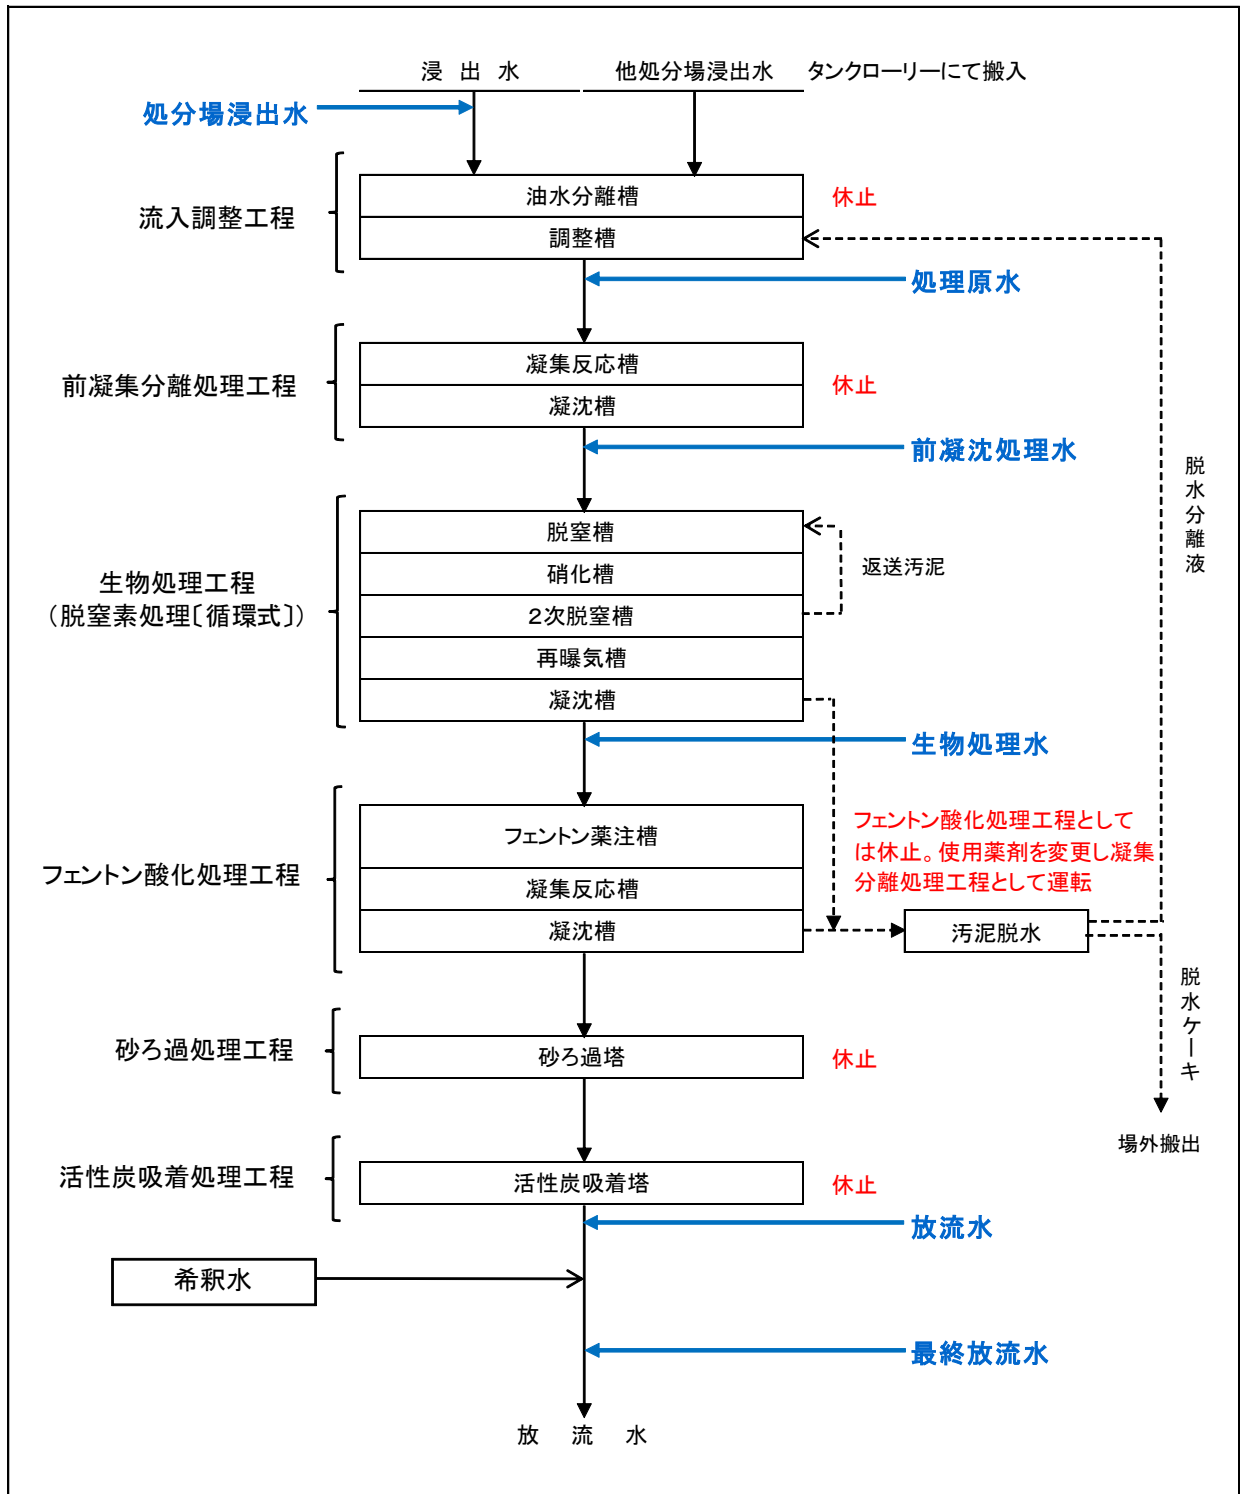 浸　出　水
他処分場浸出水
タンクローリーにて搬入
処分場浸出水
流入調整工程
油水分離槽
休止
調整槽
処理原水
前凝集分離処理工程
凝集反応槽
休止
凝沈槽
前凝沈処理水
生物処理工程
（脱窒素処理〔循環式〕）
脱窒槽
硝化槽
2次脱窒槽
再曝気槽
凝沈槽
返送汚泥
脱水分離液
生物処理水
フェントン酸化処理工程
フェントン薬注槽
凝集反応槽
凝沈槽
フェントン酸化処理工程として
は休止。使用薬剤を変更し凝集
分離処理工程として運転
汚泥脱水
脱水ケーキ
場外搬出
砂ろ過処理工程
砂ろ過塔
休止
活性炭吸着処理工程
活性炭吸着塔
休止
放流水
希釈水
最終放流水
放　流　水